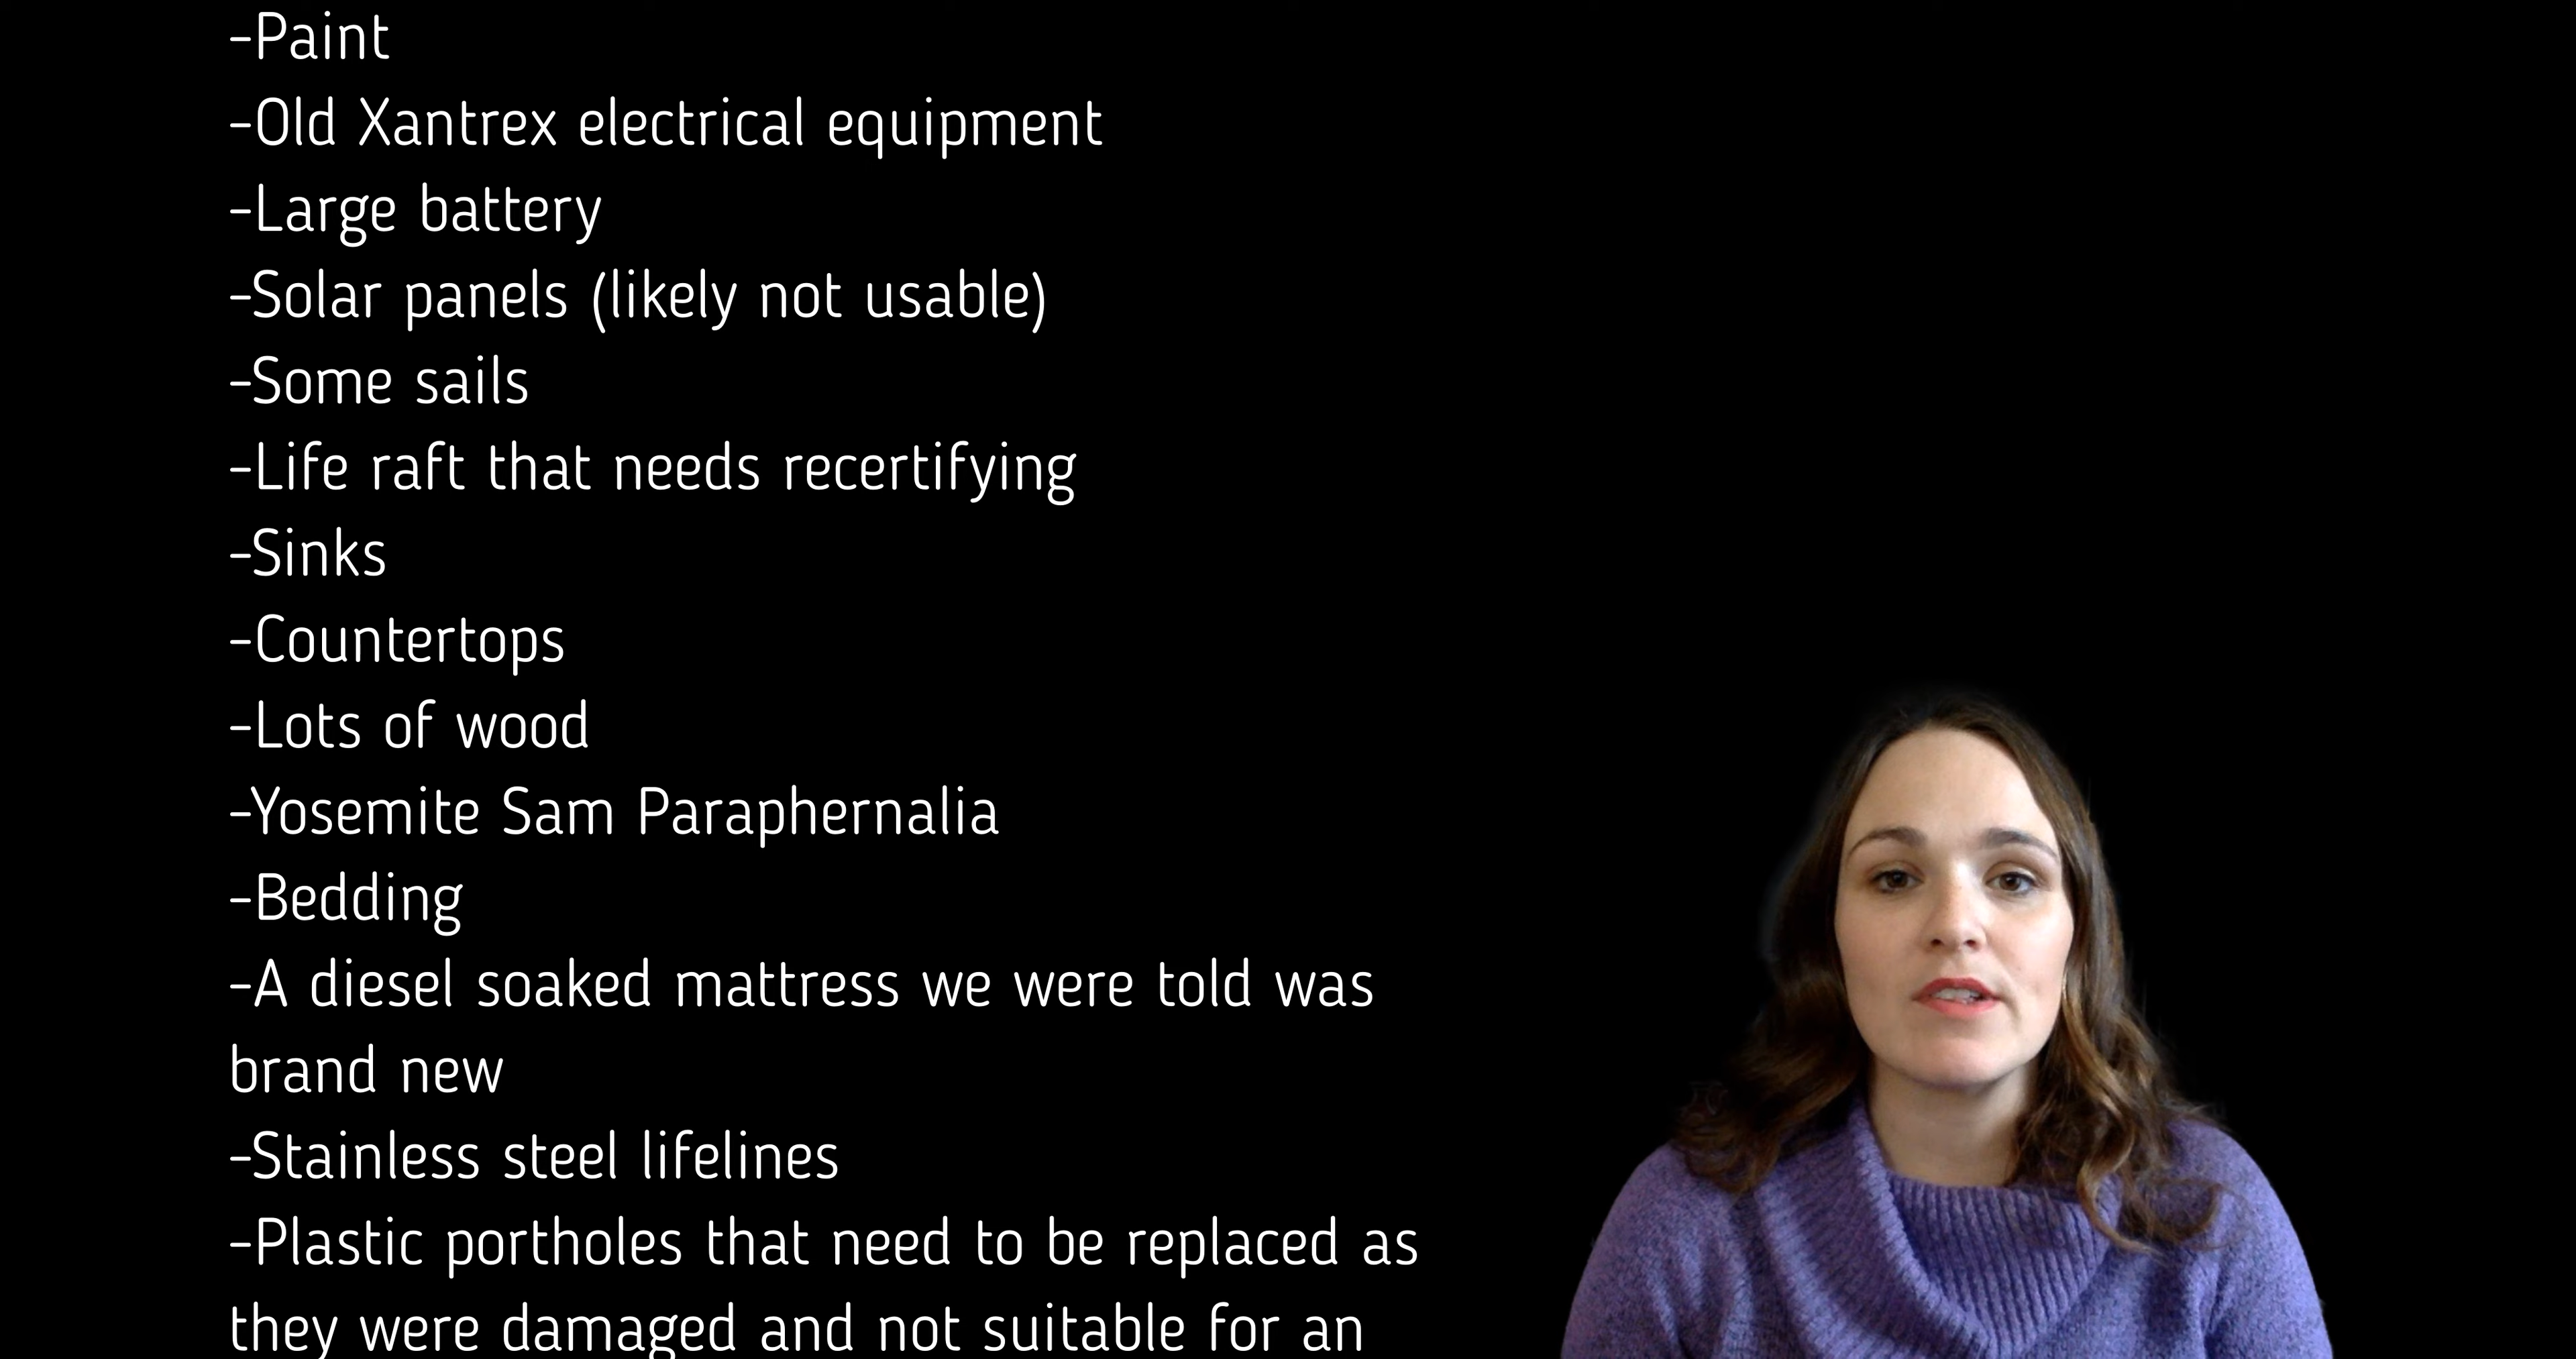 -Paint
-Old Xantrex electrical equipment
-Large battery
-Solar panels (likely not usable)
-Some sails
-Life raft that needs recertifying
-Sinks
-Countertops
-Lots of wood
-Yosemite Sam Paraphernalia
-Bedding
-A diesel soaked mattress we were told was
brand new
-Stainless steel lifelines
-Plastic portholes that need to be replaced as
they were damaged and not suitable for an